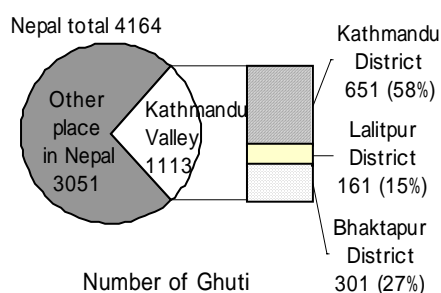 Nepal total 4164
Other
place
in Nepal
3051
Kathmandu
Valley
1113
Kathmandu
District
651 (58%)
Lalitpur
District
161 (15%)
Bhaktapur
District
301 (27%)
Number of Ghuti